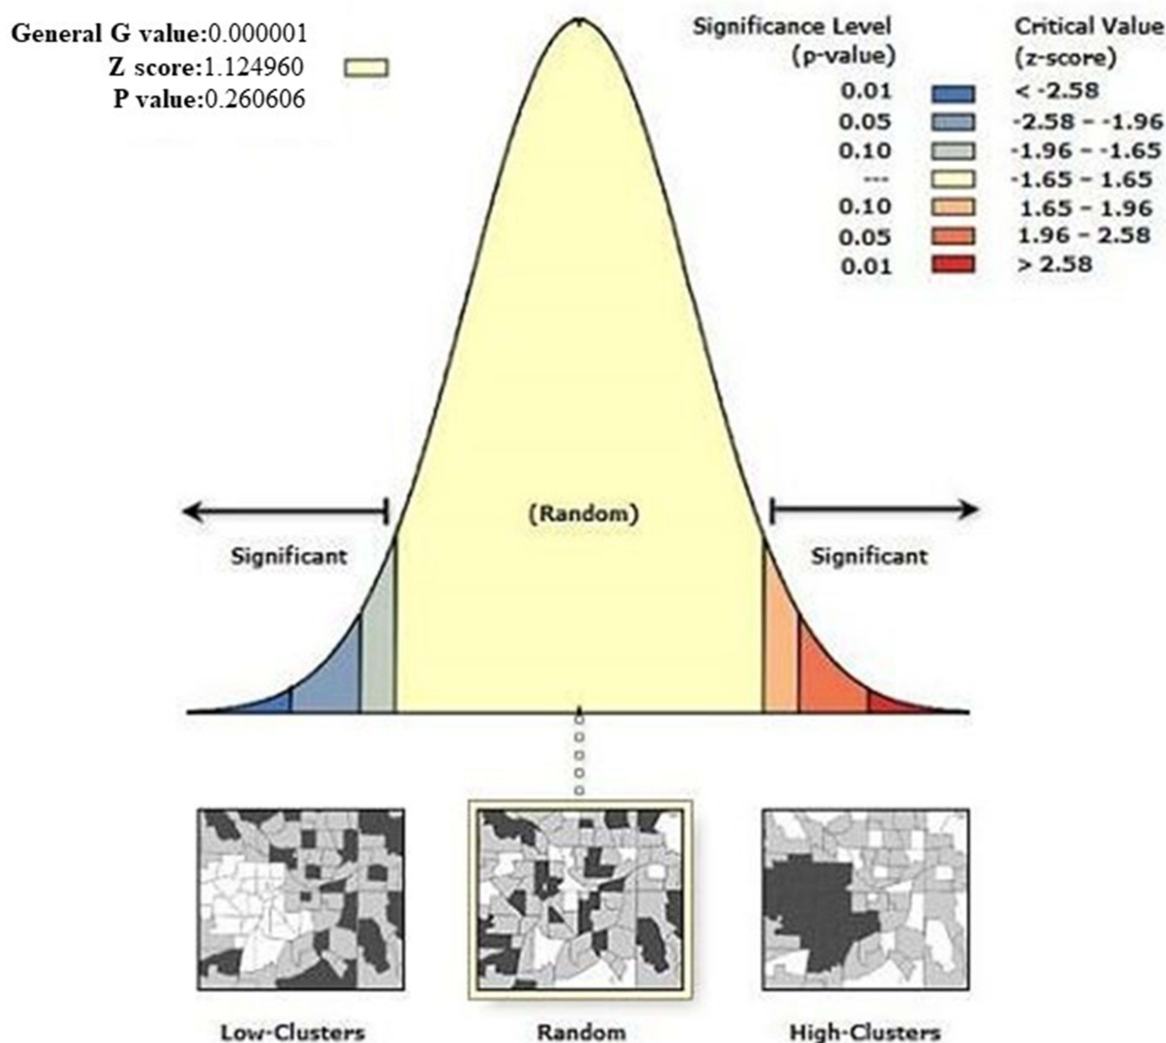 General G value:0.000001
Z score:1.124960
P value:0.260606
Significance Level
(p-value)
Critical Value
(z-score)
0.01 < -2.58
0.05 -2.58 – -1.96
0.10 -1.96 – -1.65
--- -1.65 – 1.65
0.10 1.65 – 1.96
0.05 1.96 – 2.58
0.01 > 2.58
(Random)
Significant
Significant
Low-Clusters
Random
High-Clusters